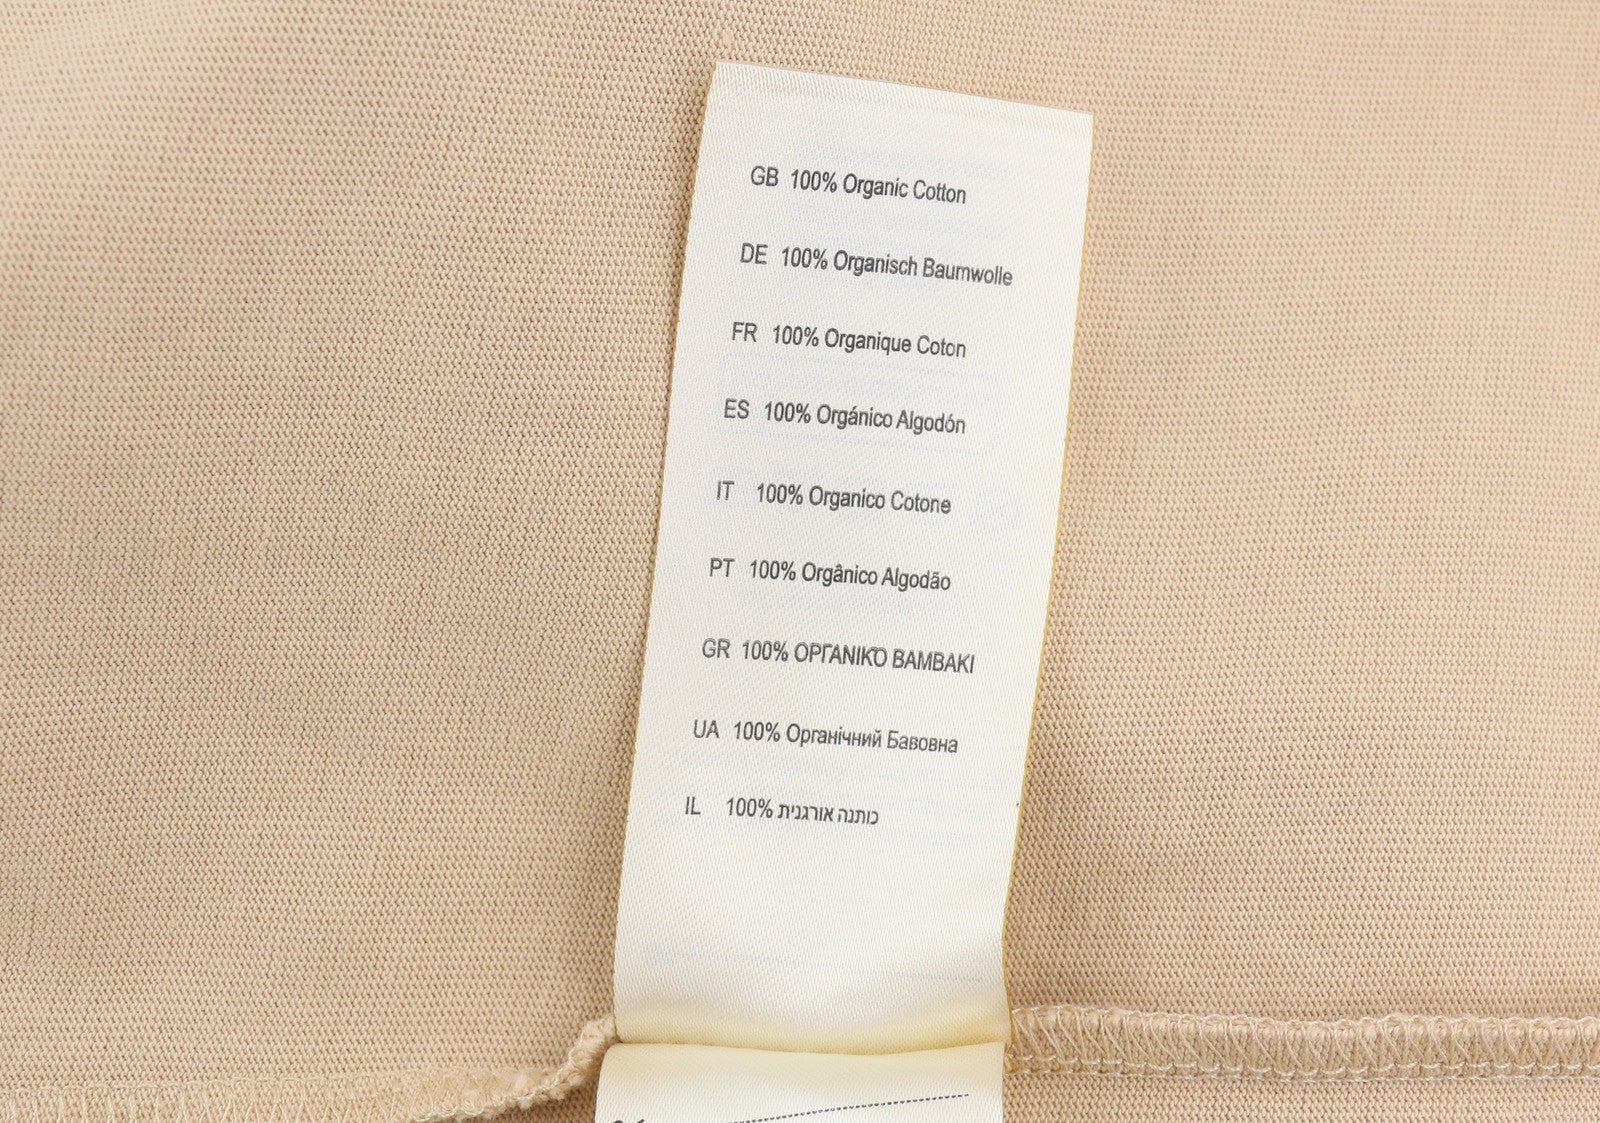 GB 100% Organic Cotton
DE 100% Organisch Baumwolle
FR 100% Organique Coton
ES 100% Orgánico Algodón
IT 100% Organico Cotone
PT 100% Orgânico Algodão
GR 100% ΟΡΓΑΝΙΚΌ ΒΑΜΒΑΚΙ
UA 100% Органічний Бавовна
IL 100% כותנה אורגנית